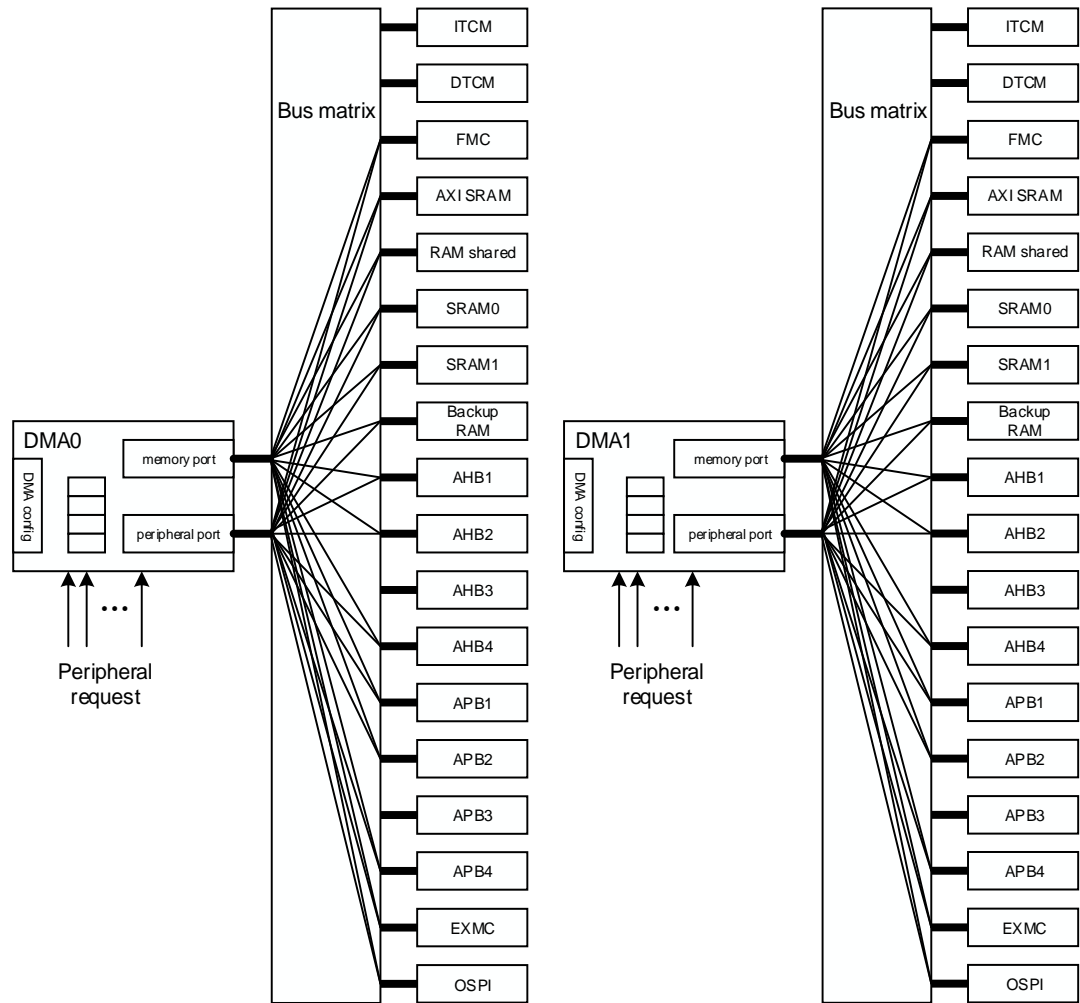 Bus matrix
ITCM
DTCM
FMC
AXI SRAM
RAM shared
SRAM0
SRAM1
Backup
RAM
AHB1
AHB2
AHB3
AHB4
APB1
APB2
APB3
APB4
EXMC
OSPI
DMA0
DMA config
memory port
peripheral port
...
Peripheral
request
Bus matrix
ITCM
DTCM
FMC
AXI SRAM
RAM shared
SRAM0
SRAM1
Backup
RAM
AHB1
AHB2
AHB3
AHB4
APB1
APB2
APB3
APB4
EXMC
OSPI
DMA1
DMA config
memory port
peripheral port
...
Peripheral
request